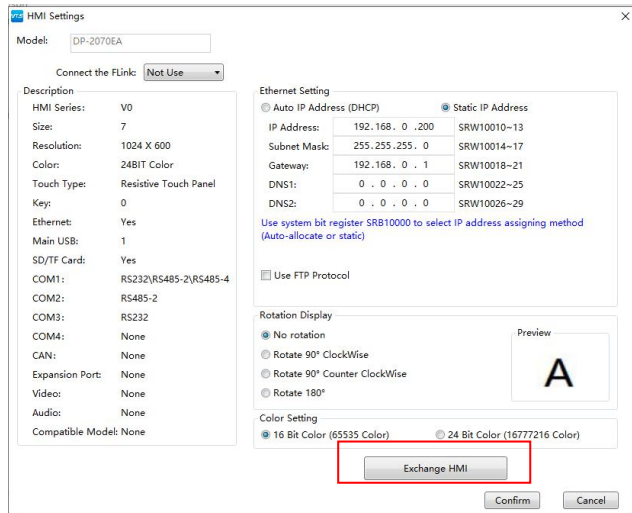 VTS HMI Settings
Model: DP-2070EA
Connect the FLink: Not Use
Description
HMI Series: V0
Size: 7
Resolution: 1024 X 600
Color: 24BIT Color
Touch Type: Resistive Touch Panel
Key: 0
Ethernet: Yes
Main USB: 1
SD/TF Card: Yes
COM1: RS232\RS485-2\RS485-4
COM2: RS485-2
COM3: RS232
COM4: None
CAN: None
Expansion Port: None
Video: None
Audio: None
Compatible Model: None
Ethernet Setting
Auto IP Address (DHCP) Static IP Address
IP Address: 192.168. 0 .200 SRW10010~13
Subnet Mask: 255.255.255. 0 SRW10014~17
Gateway: 192.168. 0 . 1 SRW10018~21
DNS1: 0 . 0 . 0 . 0 SRW10022~25
DNS2: 0 . 0 . 0 . 0 SRW10026~29
Use system bit register SRB10000 to select IP address assigning method
(Auto-allocate or static)
Use FTP Protocol
Rotation Display
No rotation
Rotate 90° ClockWise
Rotate 90° Counter ClockWise
Rotate 180°
Preview
A
Color Setting
16 Bit Color (65535 Color) 24 Bit Color (16777216 Color)
Exchange HMI
Confirm Cancel